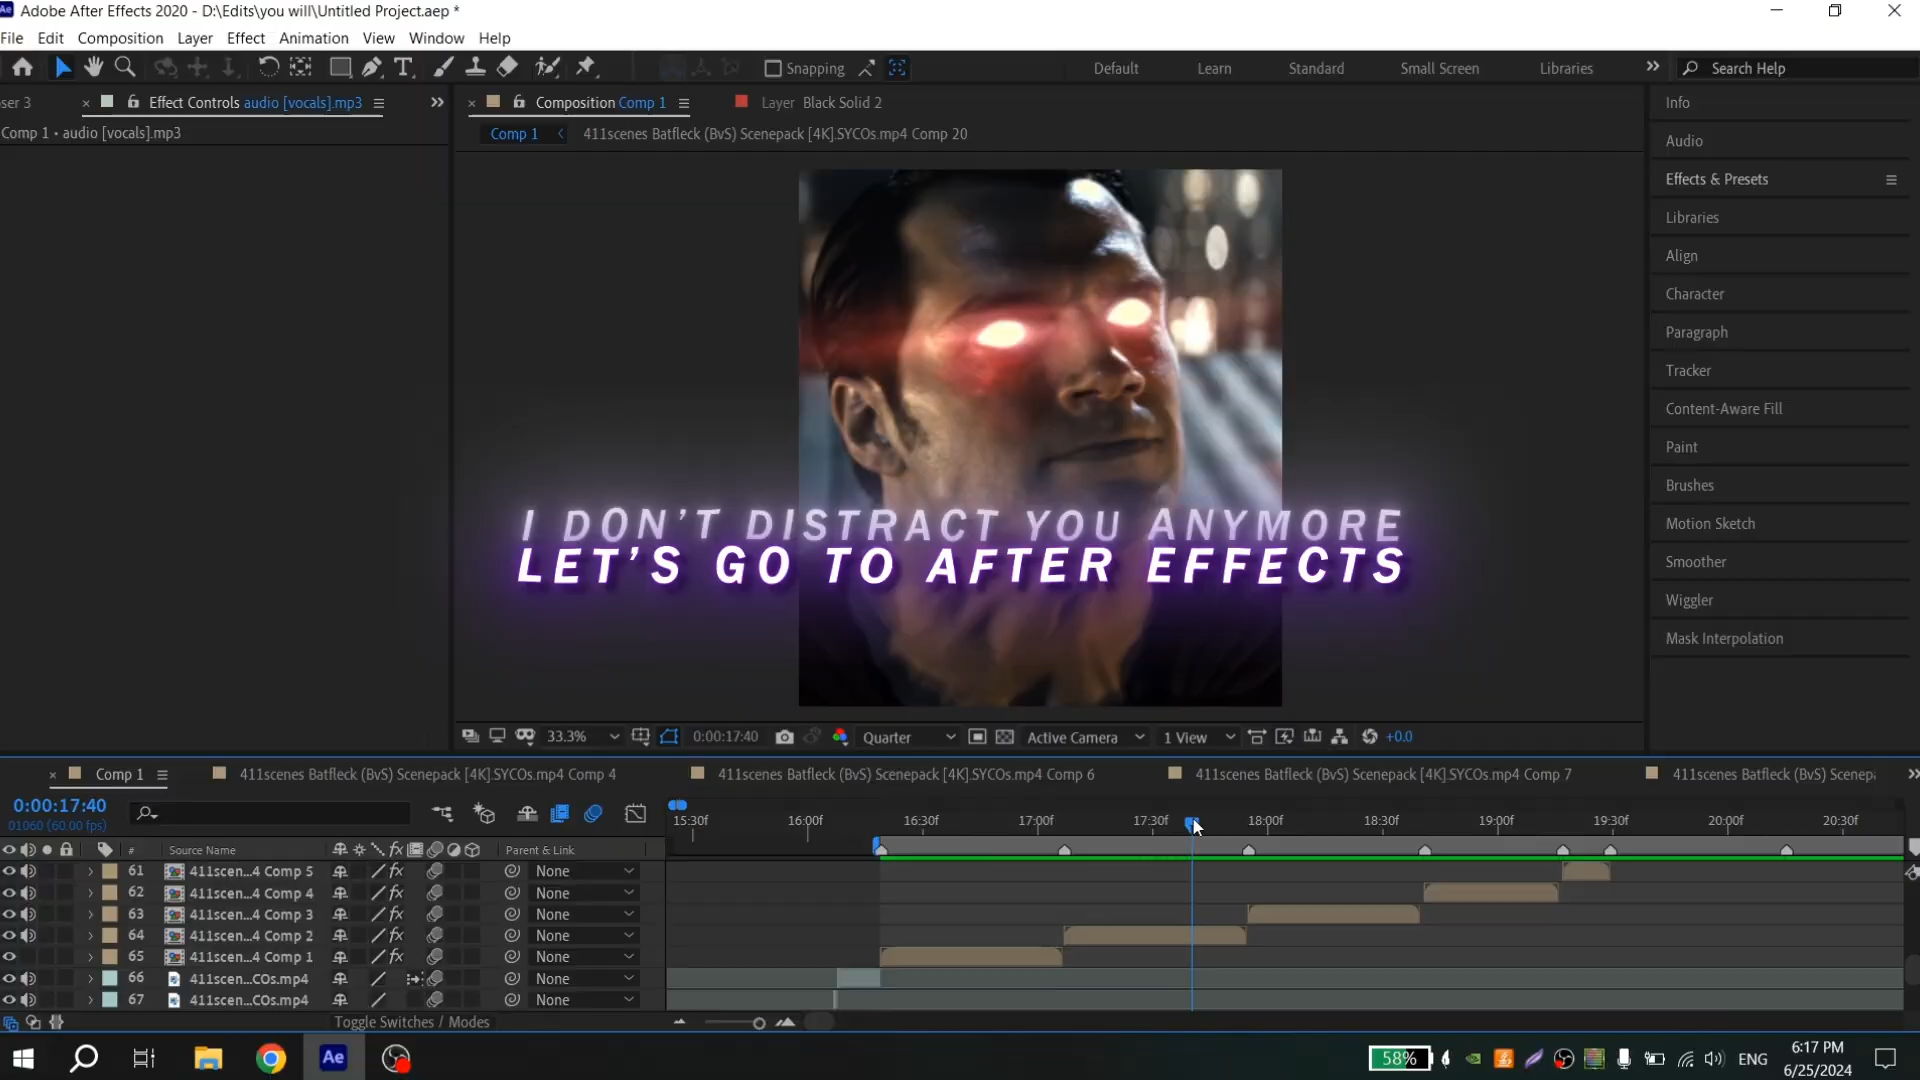 Adobe After Effects 2020 - D:\Edits\you will\Untitled Project.aep *
File Edit Composition Layer Effect Animation View Window Help
Snapping Default Learn Standard Small Screen Libraries Search Help
ser 3 Effect Controls audio [vocals].mp3 Composition Comp 1 Layer Black Solid 2
Comp 1 • audio [vocals].mp3
Comp 1 411scenes Batfleck (BvS) Scenepack [4K].SYCOs.mp4 Comp 20
Info
Audio
Effects & Presets
Libraries
Align
Character
Paragraph
Tracker
Content-Aware Fill
Paint
Brushes
Motion Sketch
Smoother
Wiggler
Mask Interpolation
I DON'T DISTRACT YOU ANYMORE
LET'S GO TO AFTER EFFECTS
33.3% 0:00:17:40 Quarter Active Camera 1 View +0.0
Comp 1 411scenes Batfleck (BvS) Scenepack [4K].SYCOs.mp4 Comp 4 411scenes Batfleck (BvS) Scenepack [4K].SYCOs.mp4 Comp 6 411scenes Batfleck (BvS) Scenepack [4K].SYCOs.mp4 Comp 7 411scenes Batfleck (BvS) Scenepa
0:00:17:40
01060 (60.00 fps)
15:30f 16:00f 16:30f 17:00f 17:30f 18:00f 18:30f 19:00f 19:30f 20:00f 20:30f
# Source Name fx Parent & Link
61 411scen...4 Comp 5 fx None
62 411scen...4 Comp 4 fx None
63 411scen...4 Comp 3 fx None
64 411scen...4 Comp 2 fx None
65 411scen...4 Comp 1 fx None
66 411scen...COs.mp4 None
67 411scen...COs.mp4 None
Toggle Switches / Modes
Ae 58% ENG 6:17 PM
6/25/2024